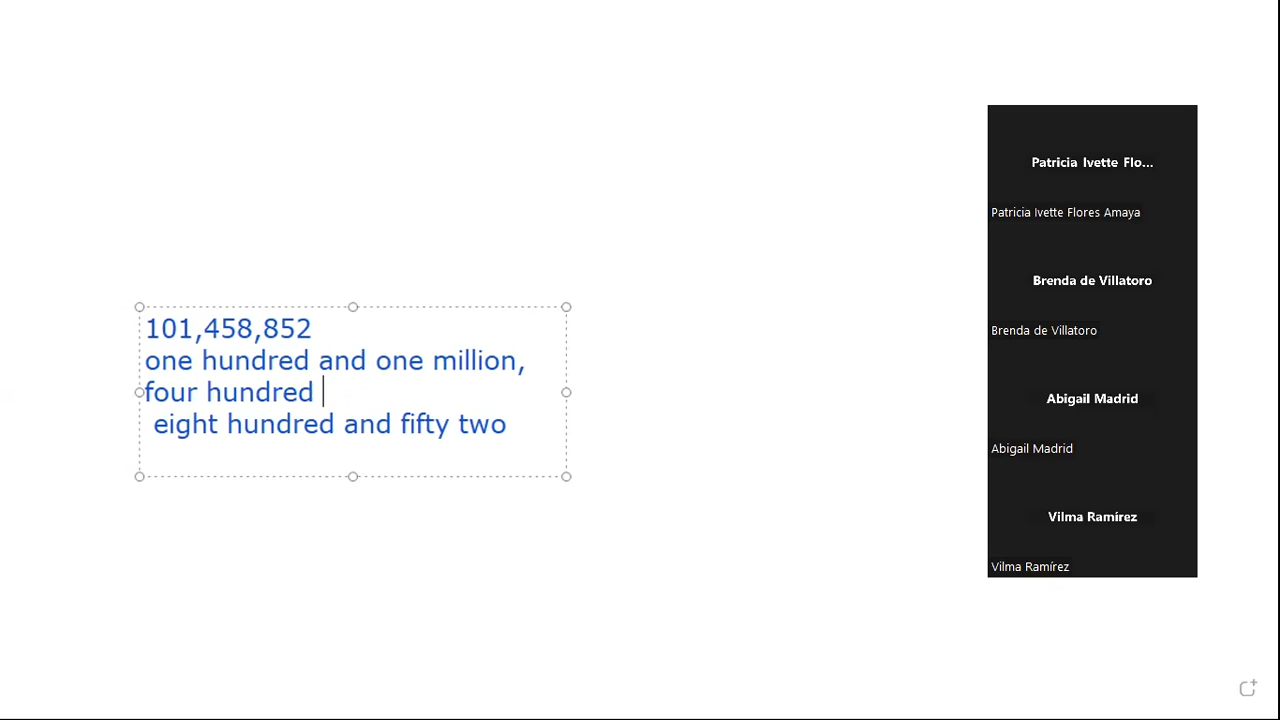 101,458,852
one hundred and one million,
four hundred
eight hundred and fifty two
Patricia Ivette Flo...
Patricia Ivette Flores Amaya
Brenda de Villatoro
Brenda de Villatoro
Abigail Madrid
Abigail Madrid
Vilma Ramírez
Vilma Ramírez